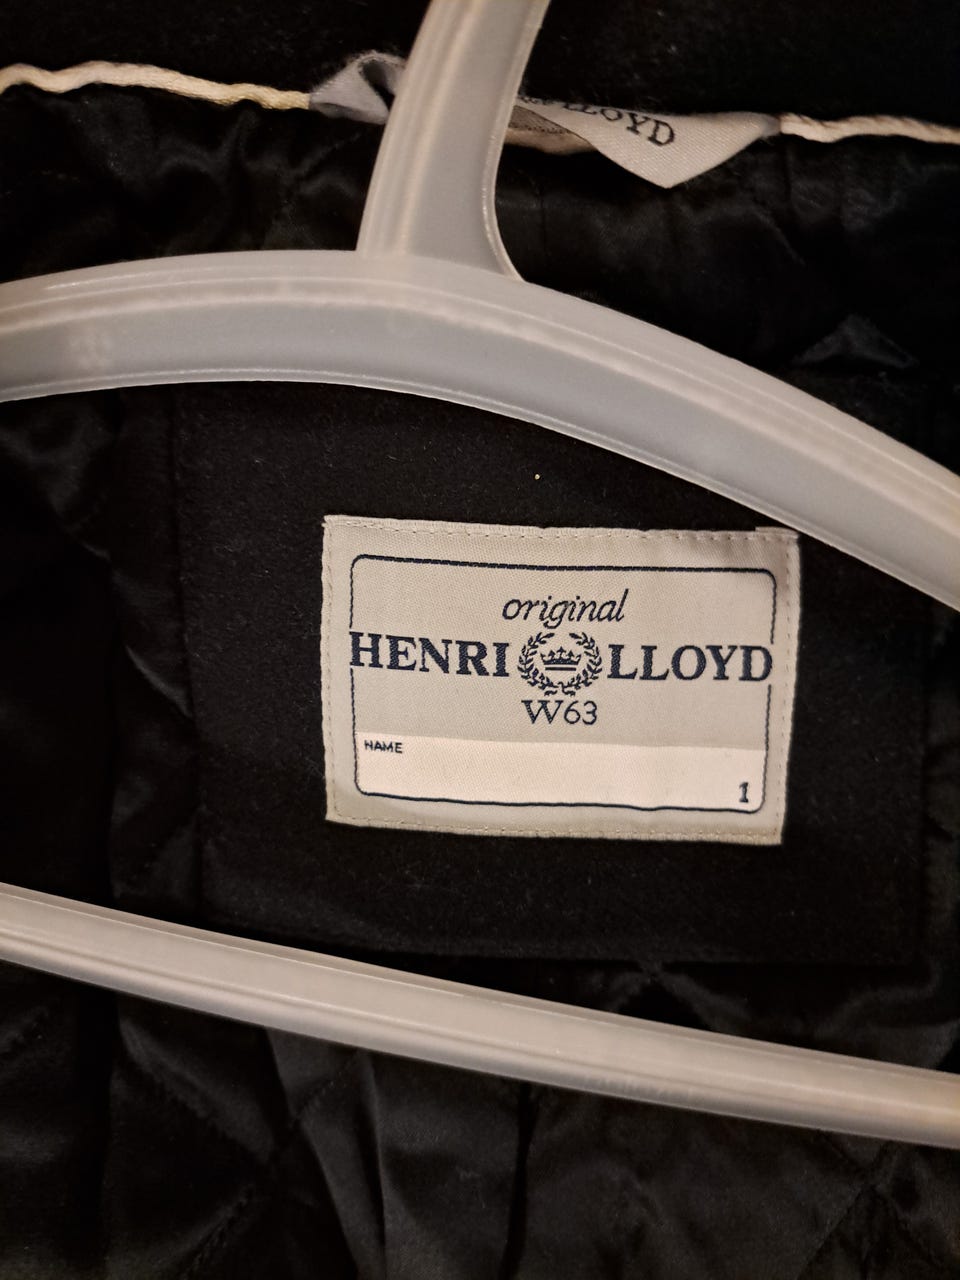 LLOYD
original
HENRI LLOYD
W63
NAME
1